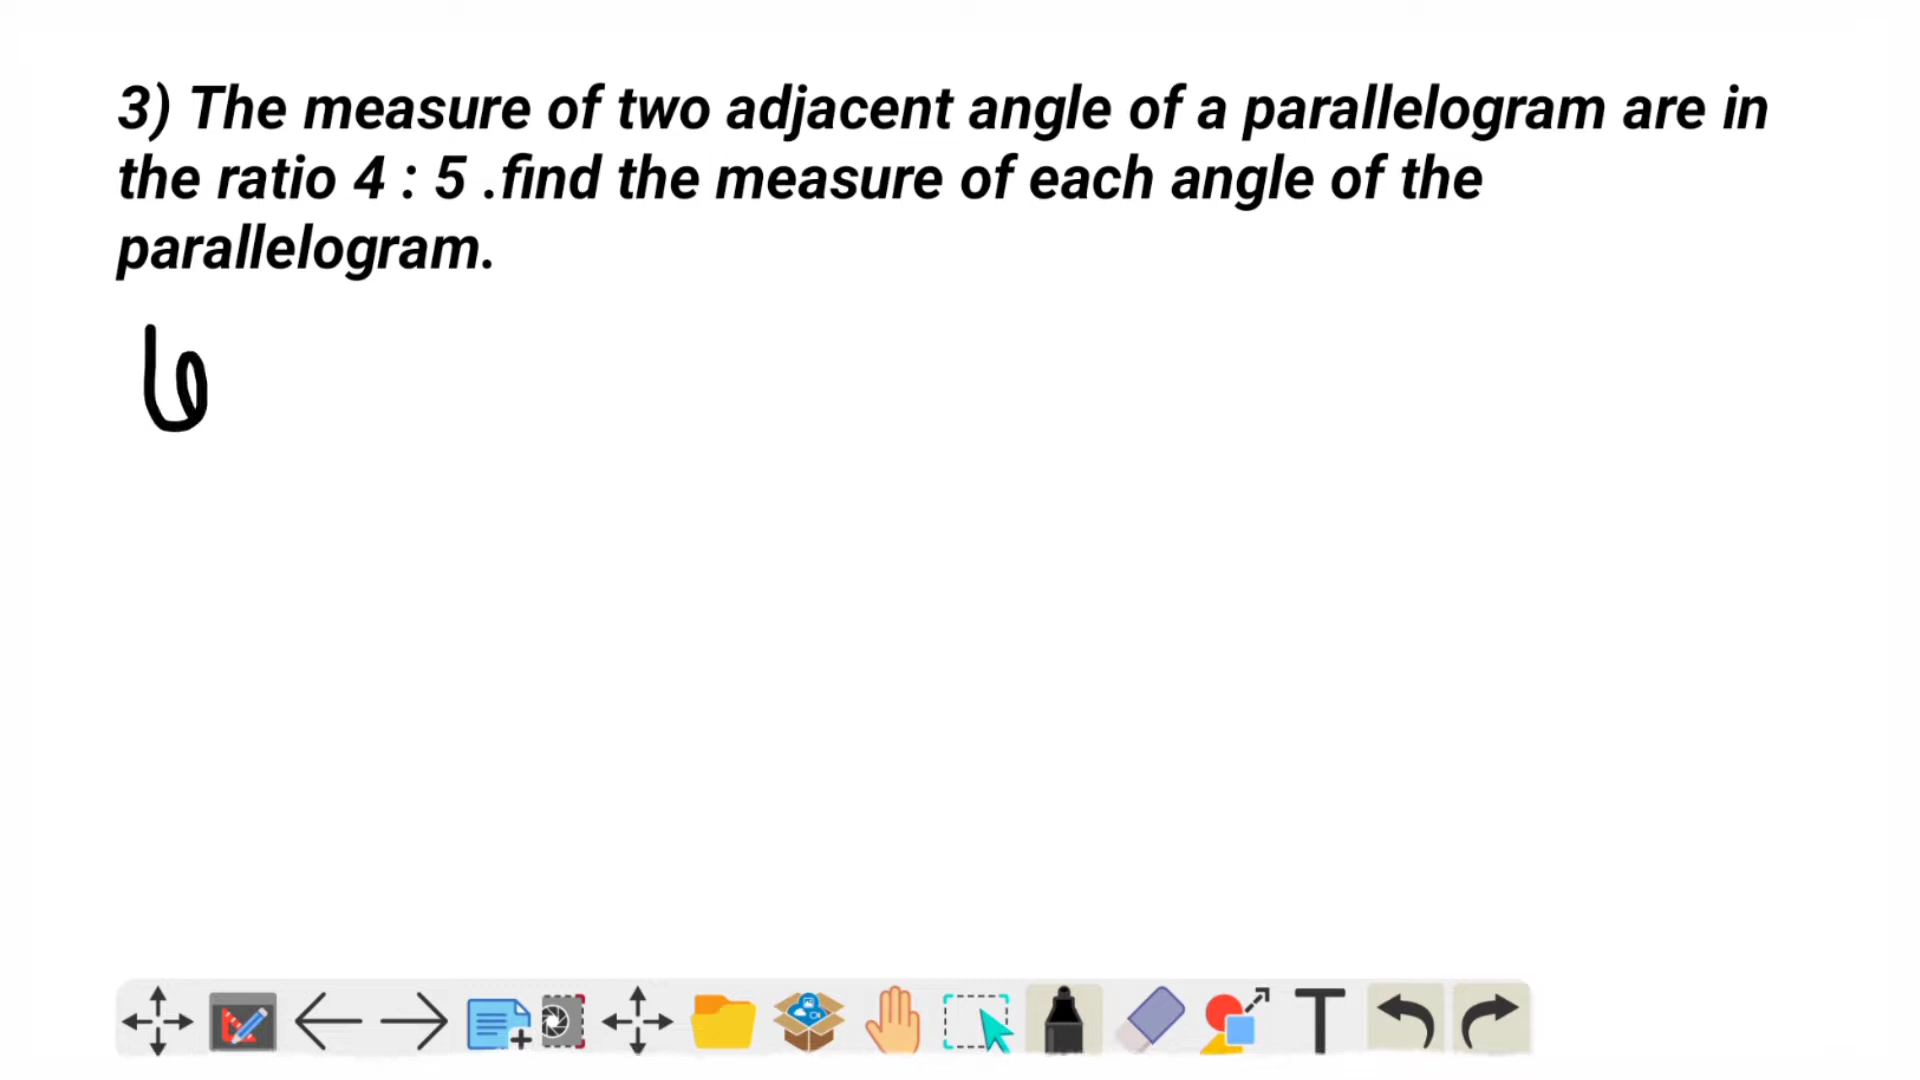 3) The measure of two adjacent angle of a parallelogram are in
the ratio 4 : 5 .find the measure of each angle of the
parallelogram.